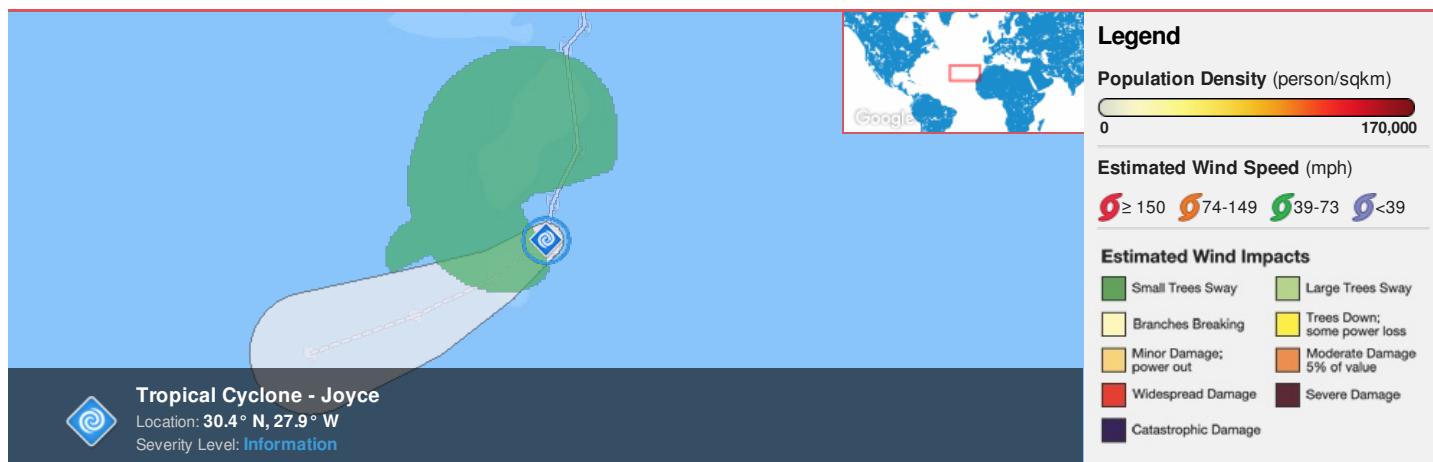 Google
Tropical Cyclone - Joyce
Location: 30.4° N, 27.9° W
Severity Level: Information
Legend
Population Density (person/sqkm)
0 170,000
Estimated Wind Speed (mph)
≥ 150 74-149 39-73 <39
Estimated Wind Impacts
Small Trees Sway
Large Trees Sway
Branches Breaking
Trees Down;
some power loss
Minor Damage;
power out
Moderate Damage
5% of value
Widespread Damage
Severe Damage
Catastrophic Damage